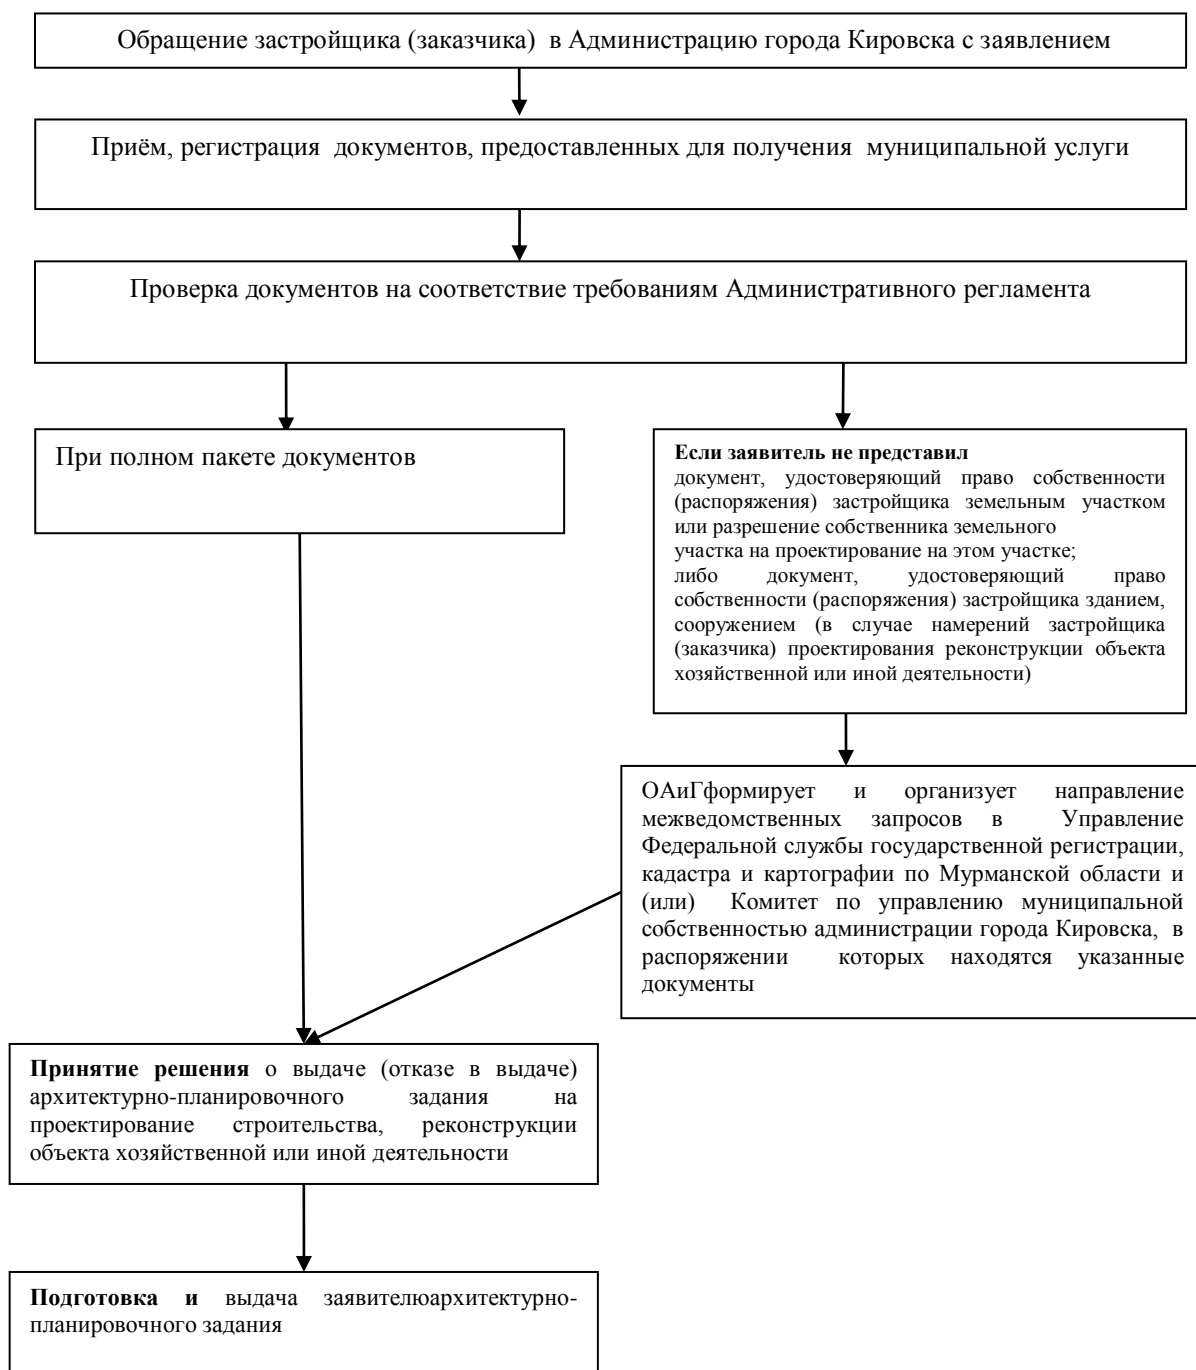 Обращение застройщика (заказчика) в Администрацию города Кировска с заявлением
Приём, регистрация документов, предоставленных для получения муниципальной услуги
Проверка документов на соответствие требованиям Административного регламента
При полном пакете документов
Если заявитель не представил
документ, удостоверяющий право собственности
(распоряжения) застройщика земельным участком
или разрешение собственника земельного
участка на проектирование на этом участке;
либо документ, удостоверяющий право
собственности (распоряжения) застройщика зданием,
сооружением (в случае намерений застройщика
(заказчика) проектирования реконструкции объекта
хозяйственной или иной деятельности)
ОАиГформирует и организует направление
межведомственных запросов в Управление
Федеральной службы государственной регистрации,
кадастра и картографии по Мурманской области и
(или) Комитет по управлению муниципальной
собственностью администрации города Кировска, в
распоряжении которых находятся указанные
документы
Принятие решения о выдаче (отказе в выдаче)
архитектурно-планировочного задания на
проектирование строительства, реконструкции
объекта хозяйственной или иной деятельности
Подготовка и выдача заявителюархитектурно-
планировочного задания